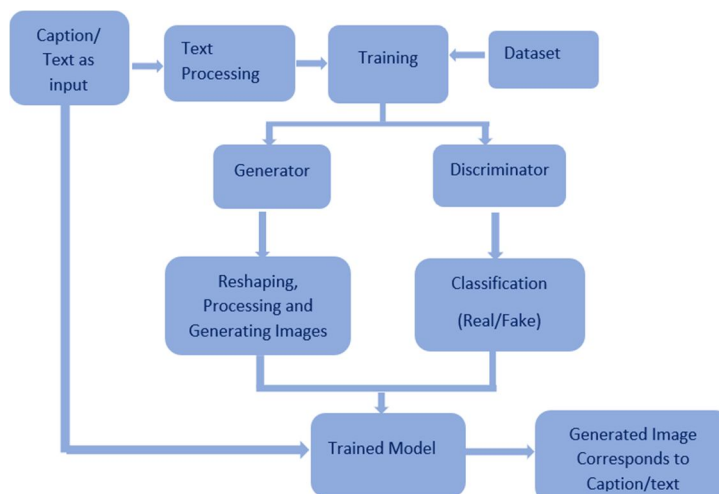 Caption/
Text as
input
Text
Processing
Training
Dataset
Generator
Discriminator
Reshaping,
Processing and
Generating Images
Classification
(Real/Fake)
Trained Model
Generated Image
Corresponds to
Caption/text